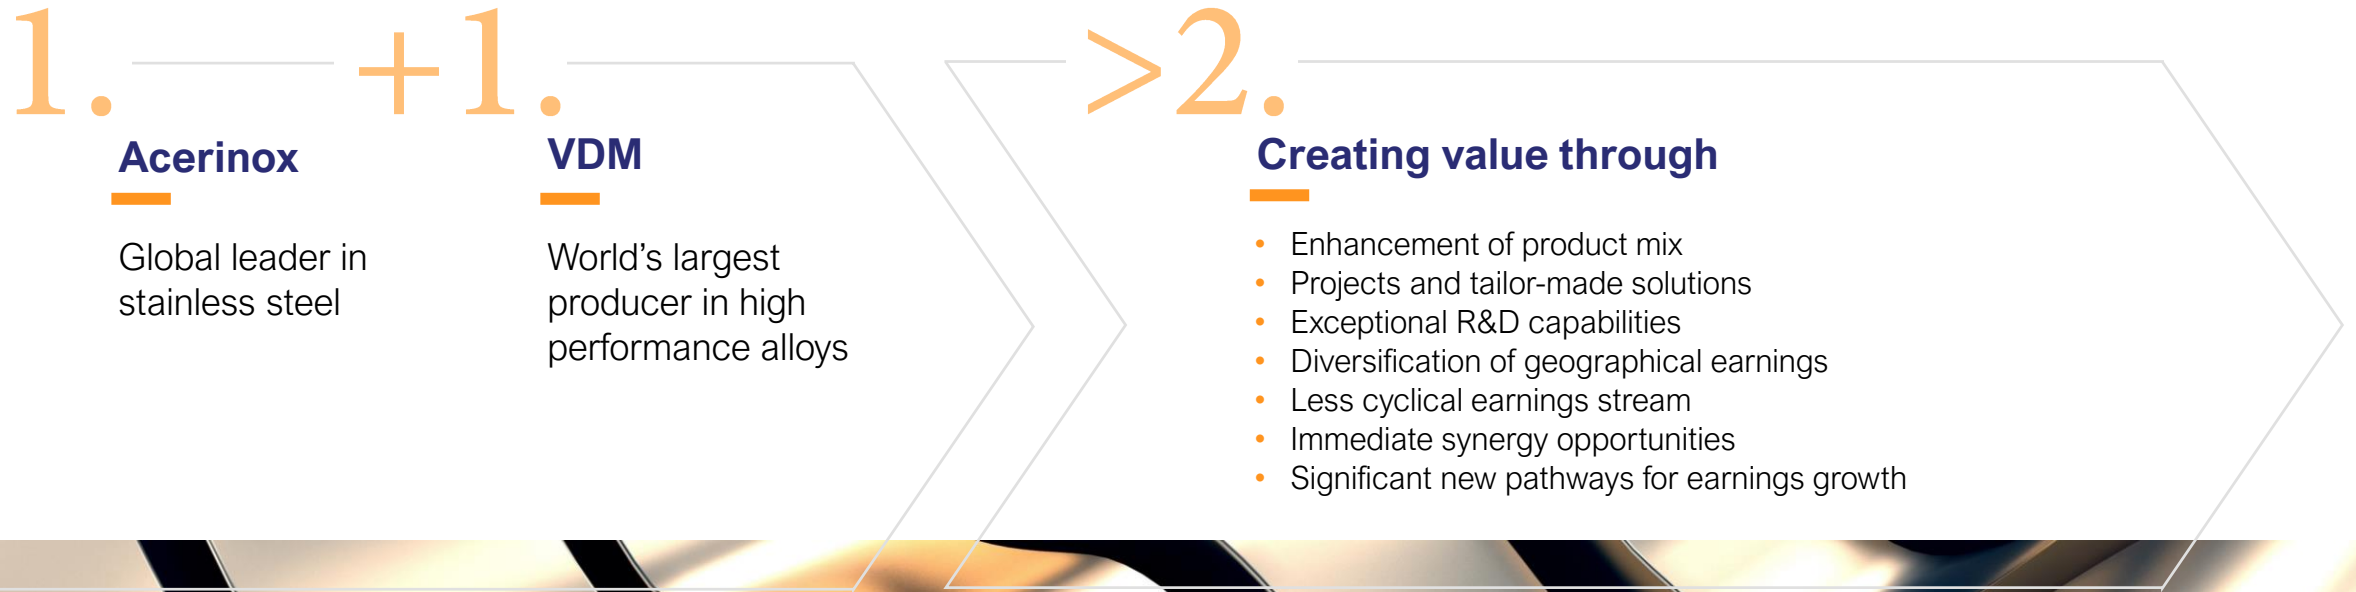 1.
Acerinox
Global leader in
stainless steel
+1.
VDM
World's largest
producer in high
performance alloys
>2.
Creating value through
• Enhancement of product mix
• Projects and tailor-made solutions
• Exceptional R&D capabilities
• Diversification of geographical earnings
• Less cyclical earnings stream
• Immediate synergy opportunities
• Significant new pathways for earnings growth